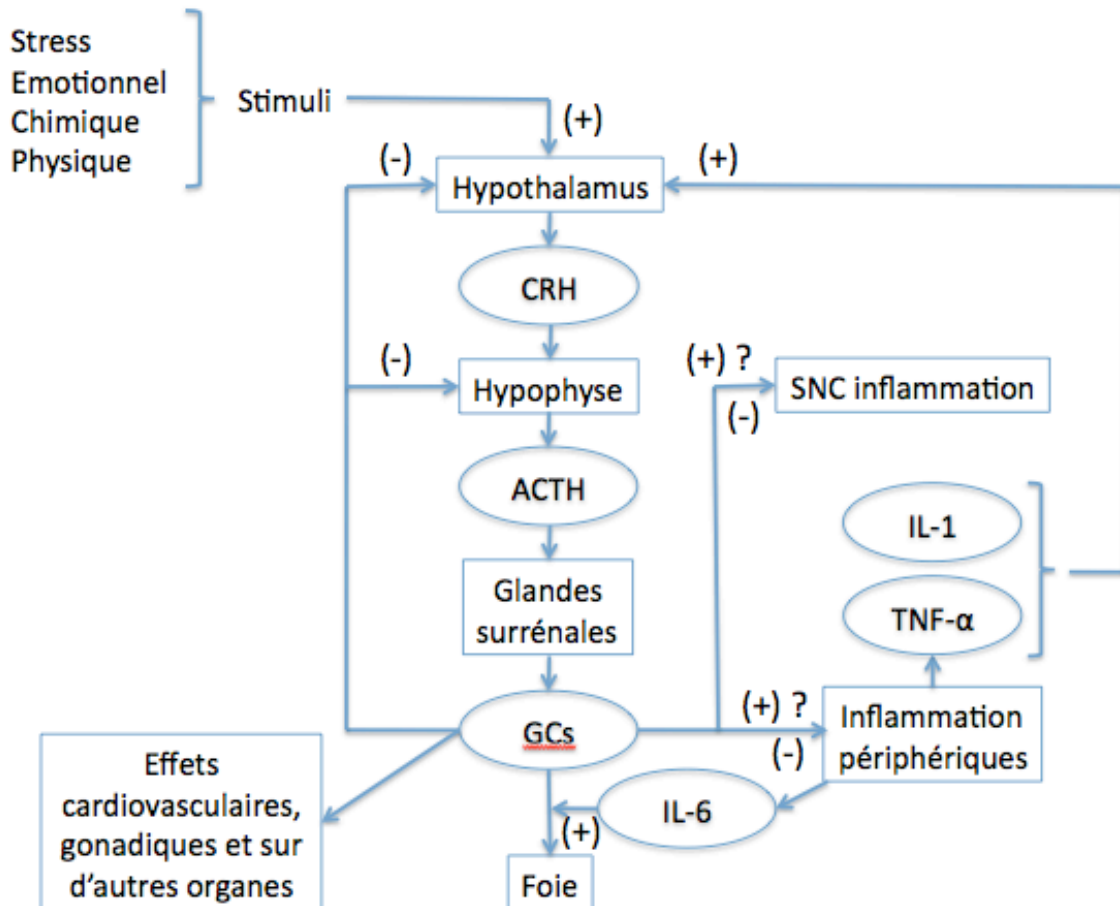 Stress
Emotionnel
Chimique
Physique
Stimuli
(+)
(-)
Hypothalamus
(+)
CRH
(-)
Hypophyse
(+) ?
(-)
SNC inflammation
ACTH
IL-1
TNF-α
Glandes
surrénales
GCs
(+) ?
(-)
Inflammation
périphériques
Effets
cardiovasculaires,
gonadiques et sur
d'autres organes
IL-6
(+)
Foie